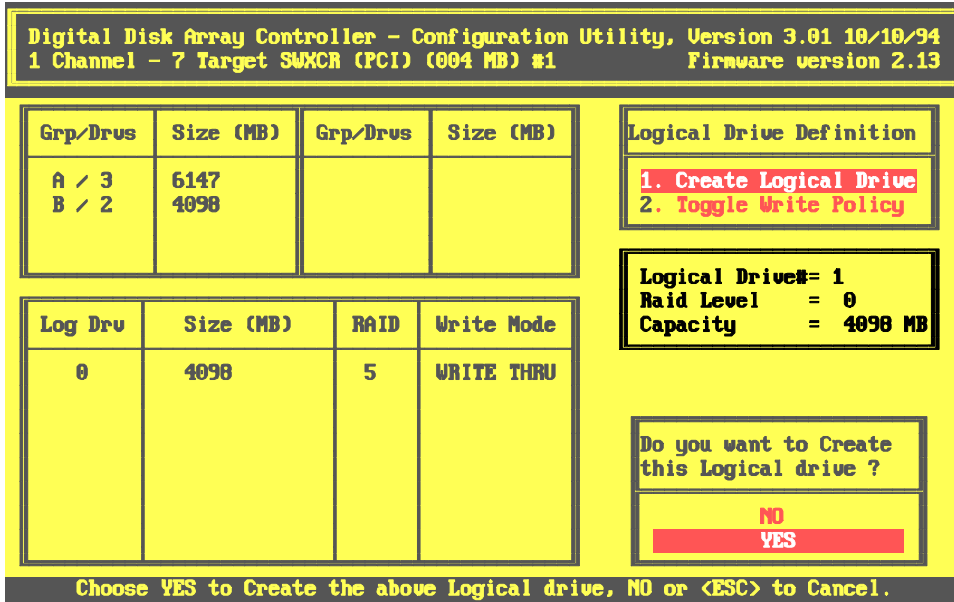 Digital Disk Array Controller - Configuration Utility, Version 3.01 10/10/94
1 Channel - 7 Target SWXCR (PCI) (004 MB) #1 Firmware version 2.13
Grp/Drvs Size (MB) Grp/Drvs Size (MB)
A / 3 6147
B / 2 4098
Logical Drive Definition
1. Create Logical Drive
2. Toggle Write Policy
Logical Drive#= 1
Raid Level = 0
Capacity = 4098 MB
Log Drv Size (MB) RAID Write Mode
0 4098 5 WRITE THRU
Do you want to Create
this Logical drive ?
NO
YES
Choose YES to Create the above Logical drive, NO or <ESC> to Cancel.